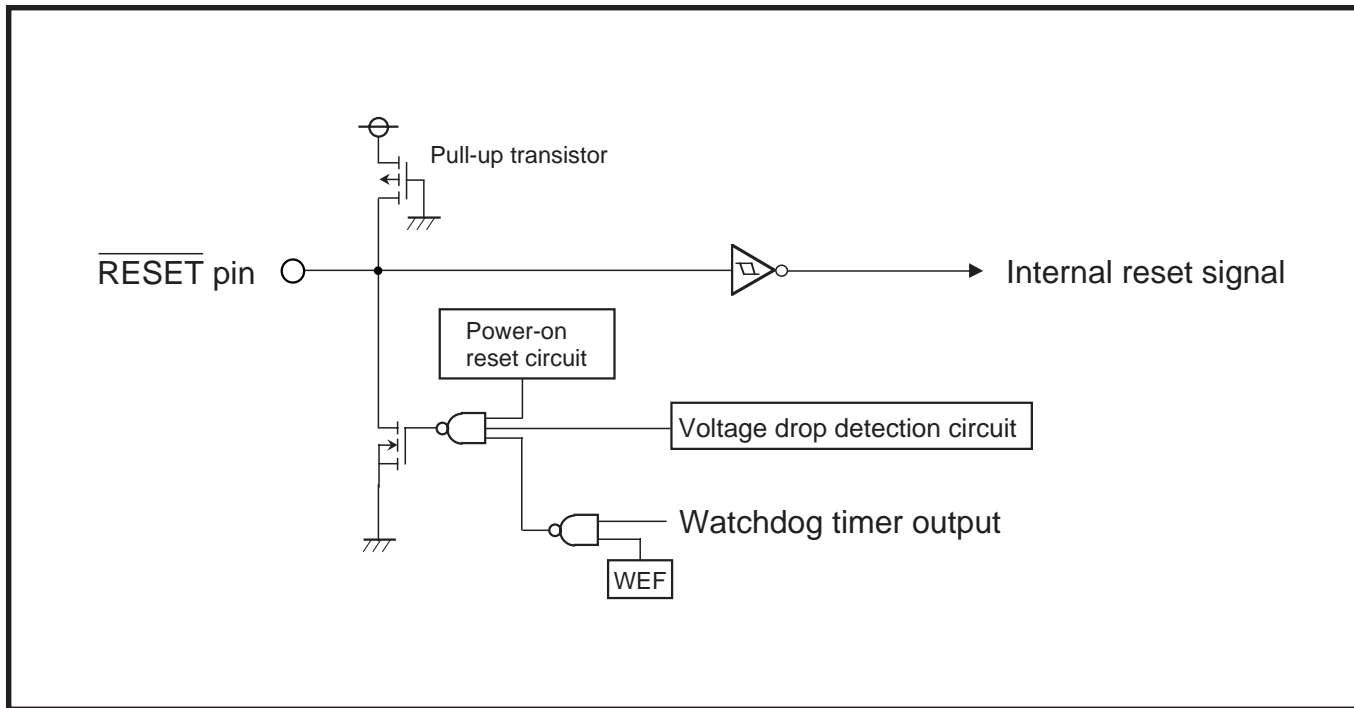 Pull-up transistor
RESET pin
Internal reset signal
Power-on
reset circuit
Voltage drop detection circuit
Watchdog timer output
WEF